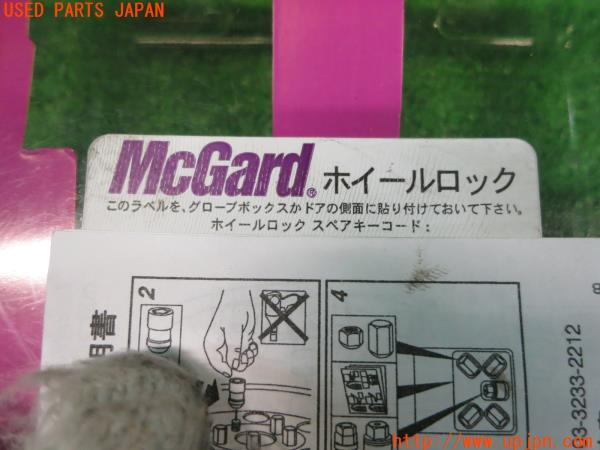 USED PARTS JAPAN
McGard® ホイールロック
このラベルを、グローブボックスかドアの側面に貼り付けておいて下さい。
ホイールロック スペアキーコード:
明書
2
4
3-3233-2212
http://www.upjpn.com